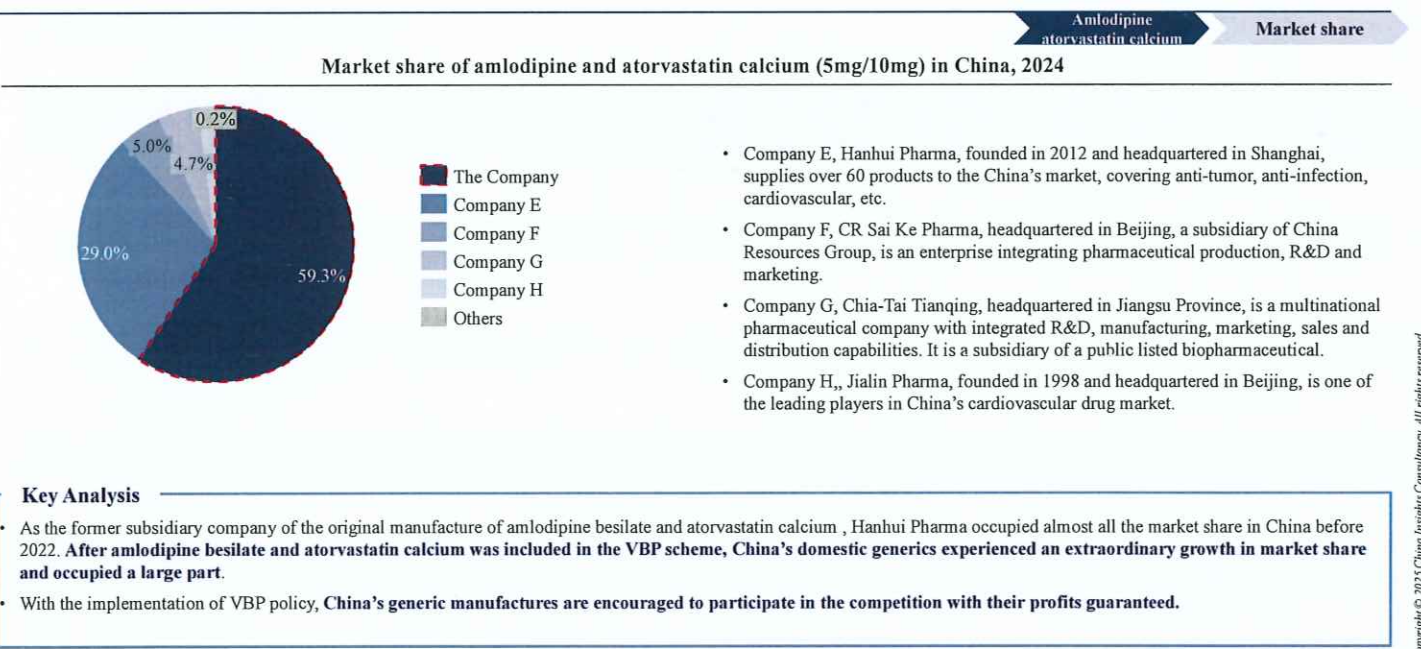 Amlodipine
atorvastatin calcium
Market share
Market share of amlodipine and atorvastatin calcium (5mg/10mg) in China, 2024
0.2%
5.0%
4.7%
29.0%
59.3%
The Company
Company E
Company F
Company G
Company H
Others
• Company E, Hanhui Pharma, founded in 2012 and headquartered in Shanghai,
supplies over 60 products to the China's market, covering anti-tumor, anti-infection,
cardiovascular, etc.
• Company F, CR Sai Ke Pharma, headquartered in Beijing, a subsidiary of China
Resources Group, is an enterprise integrating pharmaceutical production, R&D and
marketing.
• Company G, Chia-Tai Tianqing, headquartered in Jiangsu Province, is a multinational
pharmaceutical company with integrated R&D, manufacturing, marketing, sales and
distribution capabilities. It is a subsidiary of a public listed biopharmaceutical.
• Company H,, Jialin Pharma, founded in 1998 and headquartered in Beijing, is one of
the leading players in China's cardiovascular drug market.
Key Analysis
• As the former subsidiary company of the original manufacture of amlodipine besilate and atorvastatin calcium , Hanhui Pharma occupied almost all the market share in China before
2022. After amlodipine besilate and atorvastatin calcium was included in the VBP scheme, China's domestic generics experienced an extraordinary growth in market share
and occupied a large part.
• With the implementation of VBP policy, China's generic manufactures are encouraged to participate in the competition with their profits guaranteed.
© 2025 China Insights Consultancy. All rights reserved